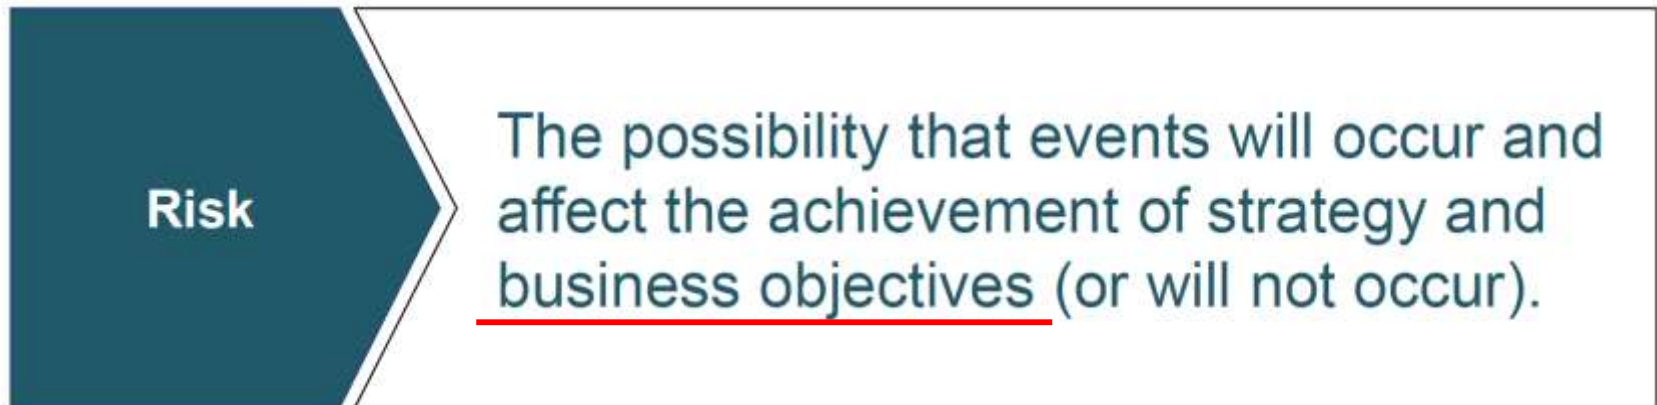 Risk
The possibility that events will occur and
affect the achievement of strategy and
business objectives (or will not occur).